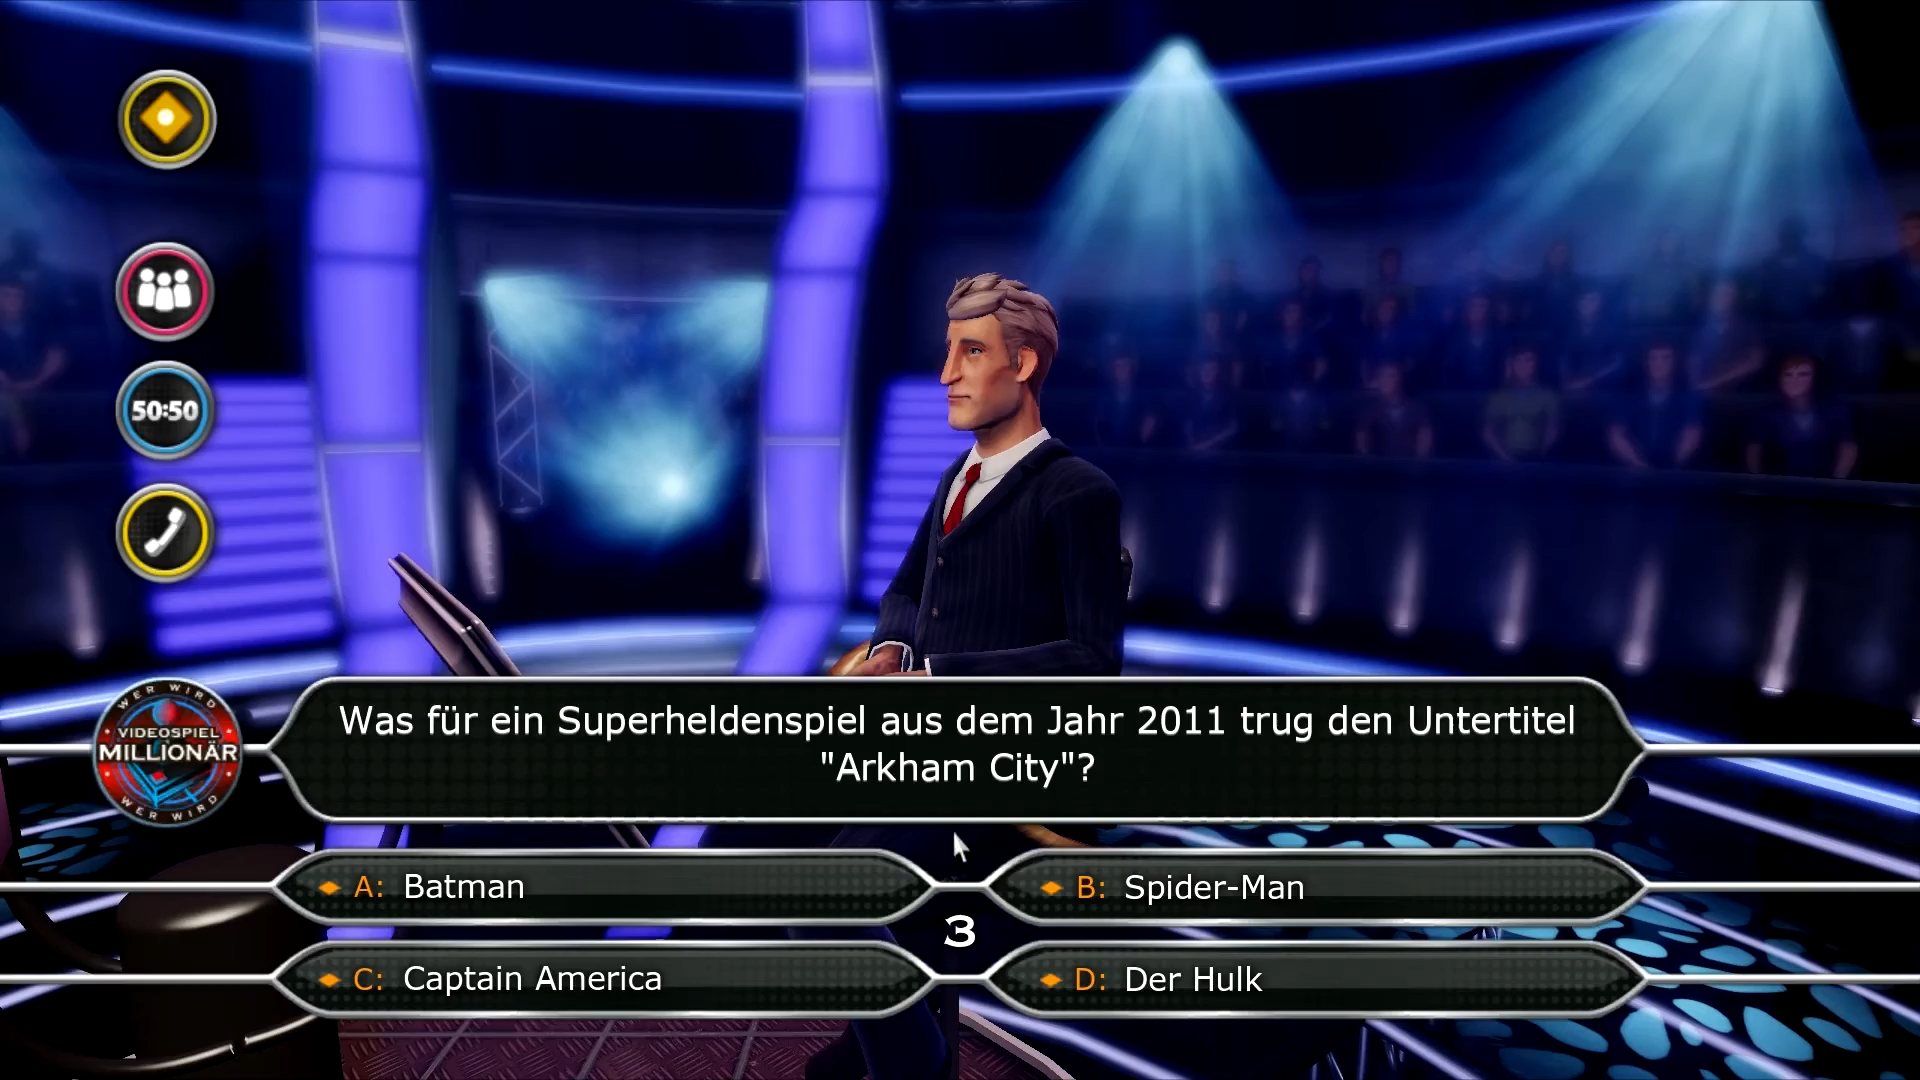 50:50
WER WIRD
VIDEOSPIEL
MILLIONÄR
WER WIRD
Was für ein Superheldenspiel aus dem Jahr 2011 trug den Untertitel
"Arkham City"?
A: Batman
B: Spider-Man
3
C: Captain America
D: Der Hulk